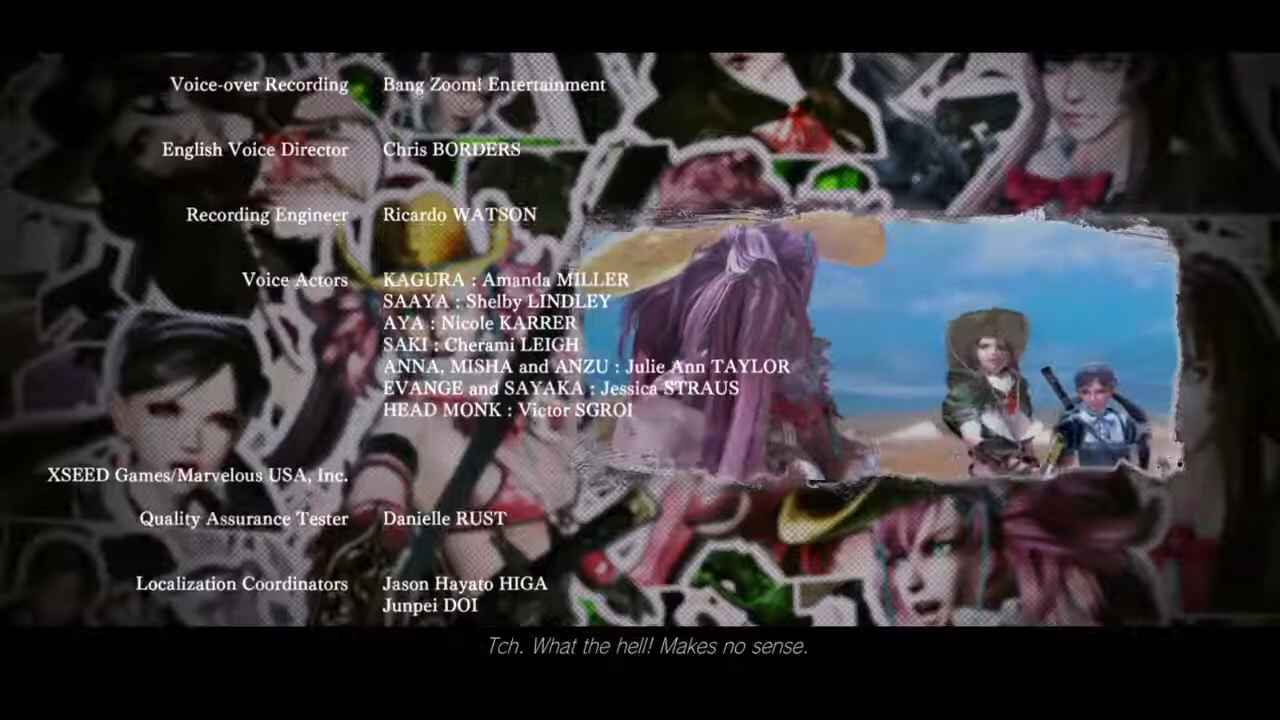 Voice-over Recording Bang Zoom! Entertainment
English Voice Director Chris BORDERS
Recording Engineer Ricardo WATSON
Voice Actors KAGURA : Amanda MILLER
SAAYA : Shelby LINDLEY
AYA : Nicole KARRER
SAKI : Cherami LEIGH
ANNA, MISHA and ANZU : Julie Ann TAYLOR
EVANGE and SAYAKA : Jessica STRAUS
HEAD MONK : Victor SGROI
XSEED Games/Marvelous USA, Inc.
Quality Assurance Tester Danielle RUST
Localization Coordinators Jason Hayato HIGA
Junpei DOI
Tch. What the hell! Makes no sense.